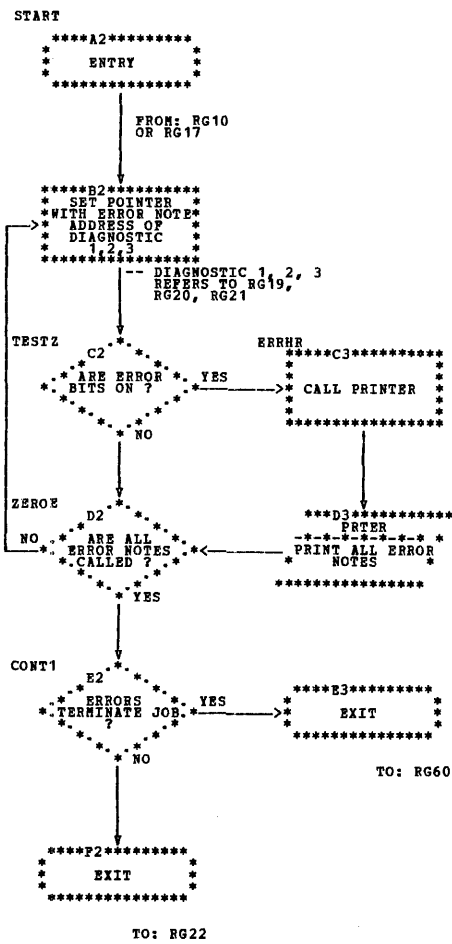 START
A2
ENTRY
FROM: RG10
OR RG17
B2
SET POINTER
WITH ERROR NOTE
ADDRESS OF
DIAGNOSTIC
1,2,3
-- DIAGNOSTIC 1, 2, 3
REFERS TO RG19,
RG20, RG21
TESTZ
C2
ARE ERROR
BITS ON ?
YES
NO
ERRHR
C3
CALL PRINTER
ZEROE
D2
ARE ALL
ERROR NOTES
CALLED ?
NO
YES
D3
PRTER
PRINT ALL ERROR
NOTES
CONT1
E2
ERRORS
TERMINATE JOB
?
YES
NO
E3
EXIT
TO: RG60
F2
EXIT
TO: RG22